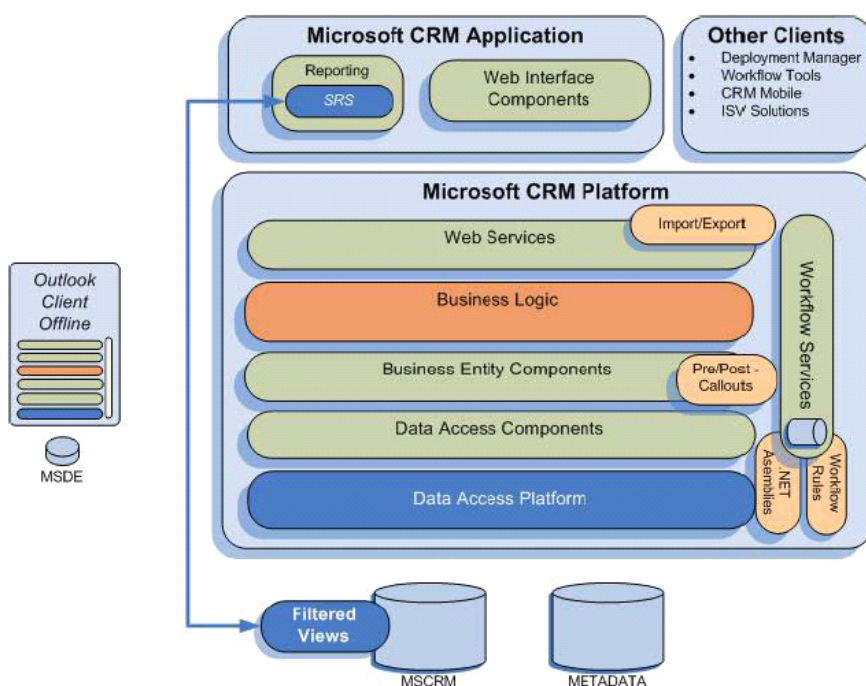 Microsoft CRM Application
Reporting
SRS
Web Interface
Components
Other Clients
• Deployment Manager
• Workflow Tools
• CRM Mobile
• ISV Solutions
Microsoft CRM Platform
Import/Export
Web Services
Business Logic
Business Entity Components
Pre/Post -
Callouts
Data Access Components
Data Access Platform
Workflow Services
.NET
Asemblies
Workflow
Rules
Outlook
Client
Offline
MSDE
Filtered
Views
MSCRM
METADATA